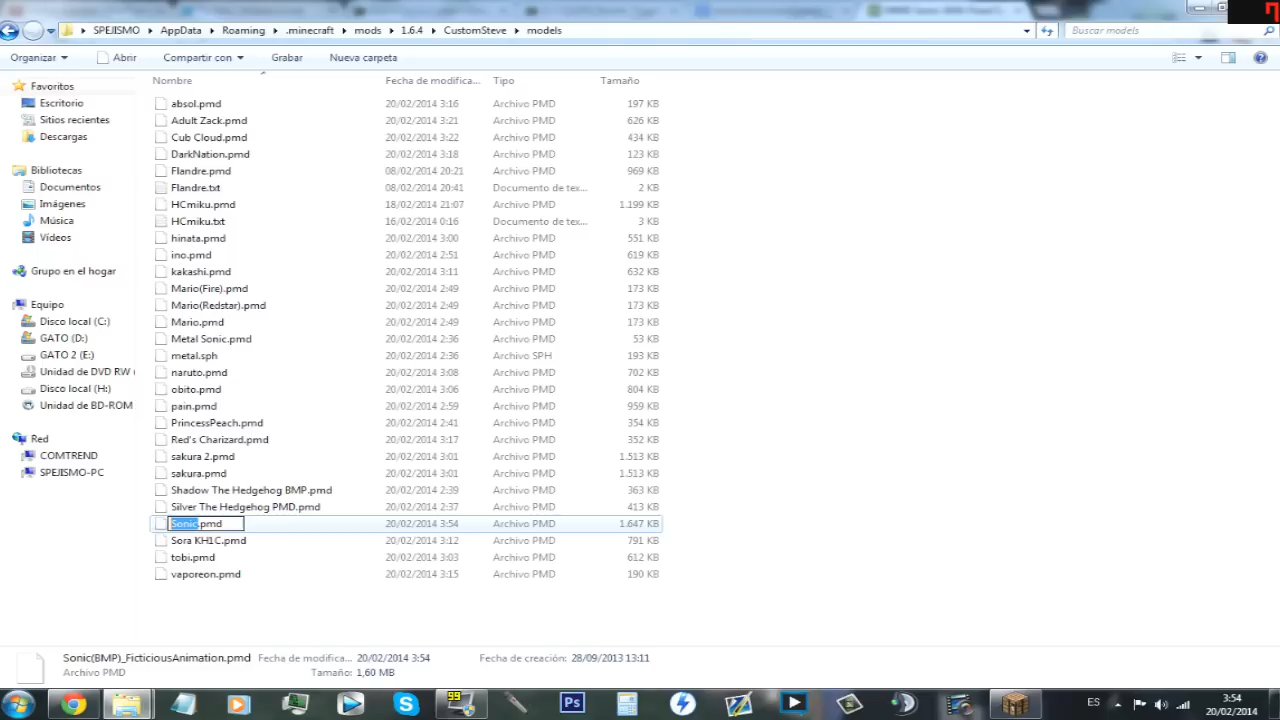 SPEJISMO AppData Roaming .minecraft mods 1.6.4 CustomSteve models Buscar models
Organizar Abrir Compartir con Grabar Nueva carpeta
Nombre Fecha de modifica... Tipo Tamaño
Favoritos
Escritorio
Sitios recientes
Descargas
Bibliotecas
Documentos
Imágenes
Música
Vídeos
Grupo en el hogar
Equipo
Disco local (C:)
GATO (D:)
GATO 2 (E:)
Unidad de DVD RW (
Disco local (H:)
Unidad de BD-ROM
Red
COMTREND
SPEJISMO-PC
absol.pmd 20/02/2014 3:16 Archivo PMD 197 KB
Adult Zack.pmd 20/02/2014 3:21 Archivo PMD 626 KB
Cub Cloud.pmd 20/02/2014 3:22 Archivo PMD 434 KB
DarkNation.pmd 20/02/2014 3:18 Archivo PMD 123 KB
Flandre.pmd 08/02/2014 20:21 Archivo PMD 969 KB
Flandre.txt 08/02/2014 20:41 Documento de tex... 2 KB
HCmiku.pmd 18/02/2014 21:07 Archivo PMD 1.199 KB
HCmiku.txt 16/02/2014 0:16 Documento de tex... 3 KB
hinata.pmd 20/02/2014 3:00 Archivo PMD 551 KB
ino.pmd 20/02/2014 2:51 Archivo PMD 619 KB
kakashi.pmd 20/02/2014 3:11 Archivo PMD 632 KB
Mario(Fire).pmd 20/02/2014 2:49 Archivo PMD 173 KB
Mario(Redstar).pmd 20/02/2014 2:49 Archivo PMD 173 KB
Mario.pmd 20/02/2014 2:49 Archivo PMD 173 KB
Metal Sonic.pmd 20/02/2014 2:36 Archivo PMD 53 KB
metal.sph 20/02/2014 2:36 Archivo SPH 193 KB
naruto.pmd 20/02/2014 3:08 Archivo PMD 702 KB
obito.pmd 20/02/2014 3:06 Archivo PMD 804 KB
pain.pmd 20/02/2014 2:59 Archivo PMD 959 KB
PrincessPeach.pmd 20/02/2014 2:41 Archivo PMD 354 KB
Red's Charizard.pmd 20/02/2014 3:17 Archivo PMD 352 KB
sakura 2.pmd 20/02/2014 3:01 Archivo PMD 1.513 KB
sakura.pmd 20/02/2014 3:01 Archivo PMD 1.513 KB
Shadow The Hedgehog BMP.pmd 20/02/2014 2:39 Archivo PMD 363 KB
Silver The Hedgehog PMD.pmd 20/02/2014 2:37 Archivo PMD 413 KB
Sonic.pmd 20/02/2014 3:54 Archivo PMD 1.647 KB
Sora KH1C.pmd 20/02/2014 3:12 Archivo PMD 791 KB
tobi.pmd 20/02/2014 3:03 Archivo PMD 612 KB
vaporeon.pmd 20/02/2014 3:15 Archivo PMD 190 KB
Sonic(BMP)_FicticiousAnimation.pmd Fecha de modifica... 20/02/2014 3:54 Fecha de creación: 28/09/2013 13:11
Archivo PMD Tamaño: 1,60 MB
99
Ps
ES 3:54
20/02/2014